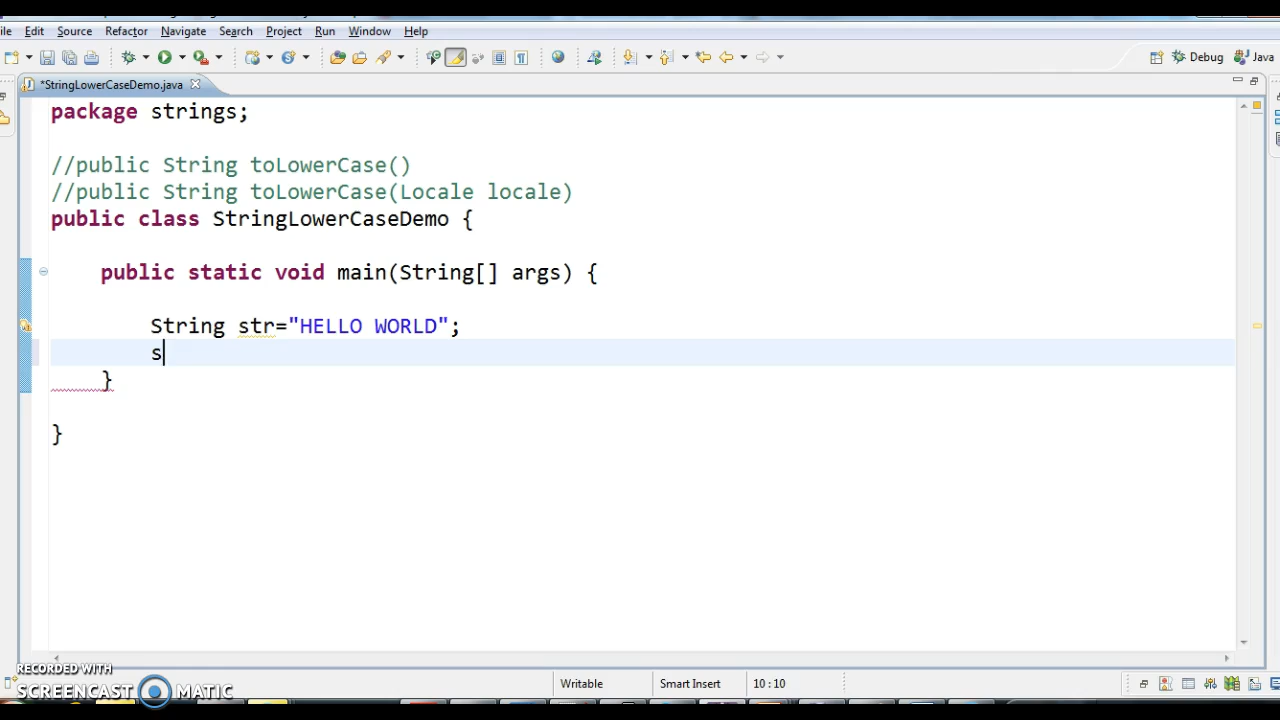 ile Edit Source Refactor Navigate Search Project Run Window Help
Debug Java
*StringLowerCaseDemo.java
package strings;
//public String toLowerCase()
//public String toLowerCase(Locale locale)
public class StringLowerCaseDemo {
public static void main(String[] args) {
String str="HELLO WORLD";
s
}
}
RECORDED WITH
SCREENCAST MATIC
Writable Smart Insert 10:10